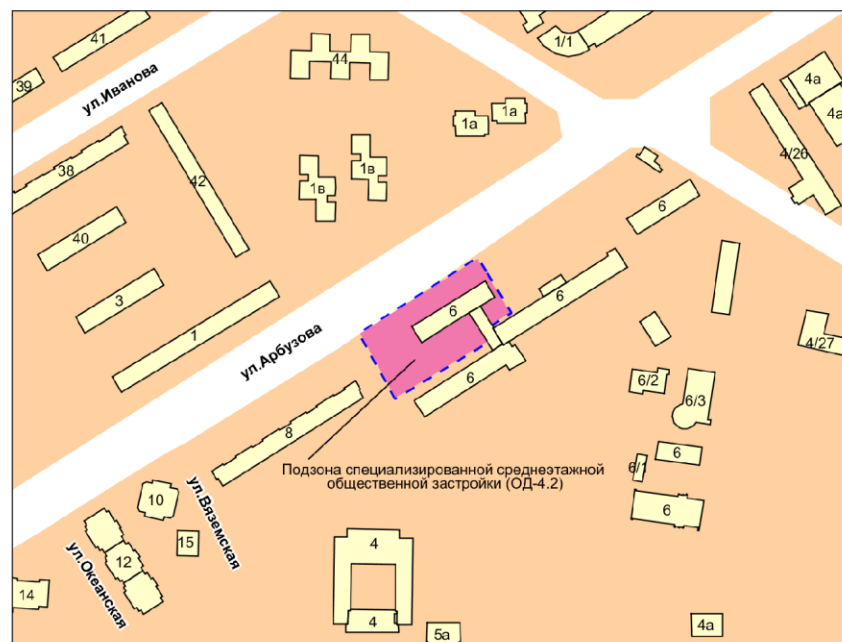 41
1/1
44
4а
39
ул.Иванова
4а
1а
1а
4/26
38
42
1в
1в
6
40
3
6
6
1
ул.Арбузова
4/27
6
6/2
6/3
8
6
6/1
Подзона специализированной среднеэтажной
общественной застройки (ОД-4.2)
10
ул.Вяземская
6
15
4
12
ул.Океанская
14
4
5а
4а